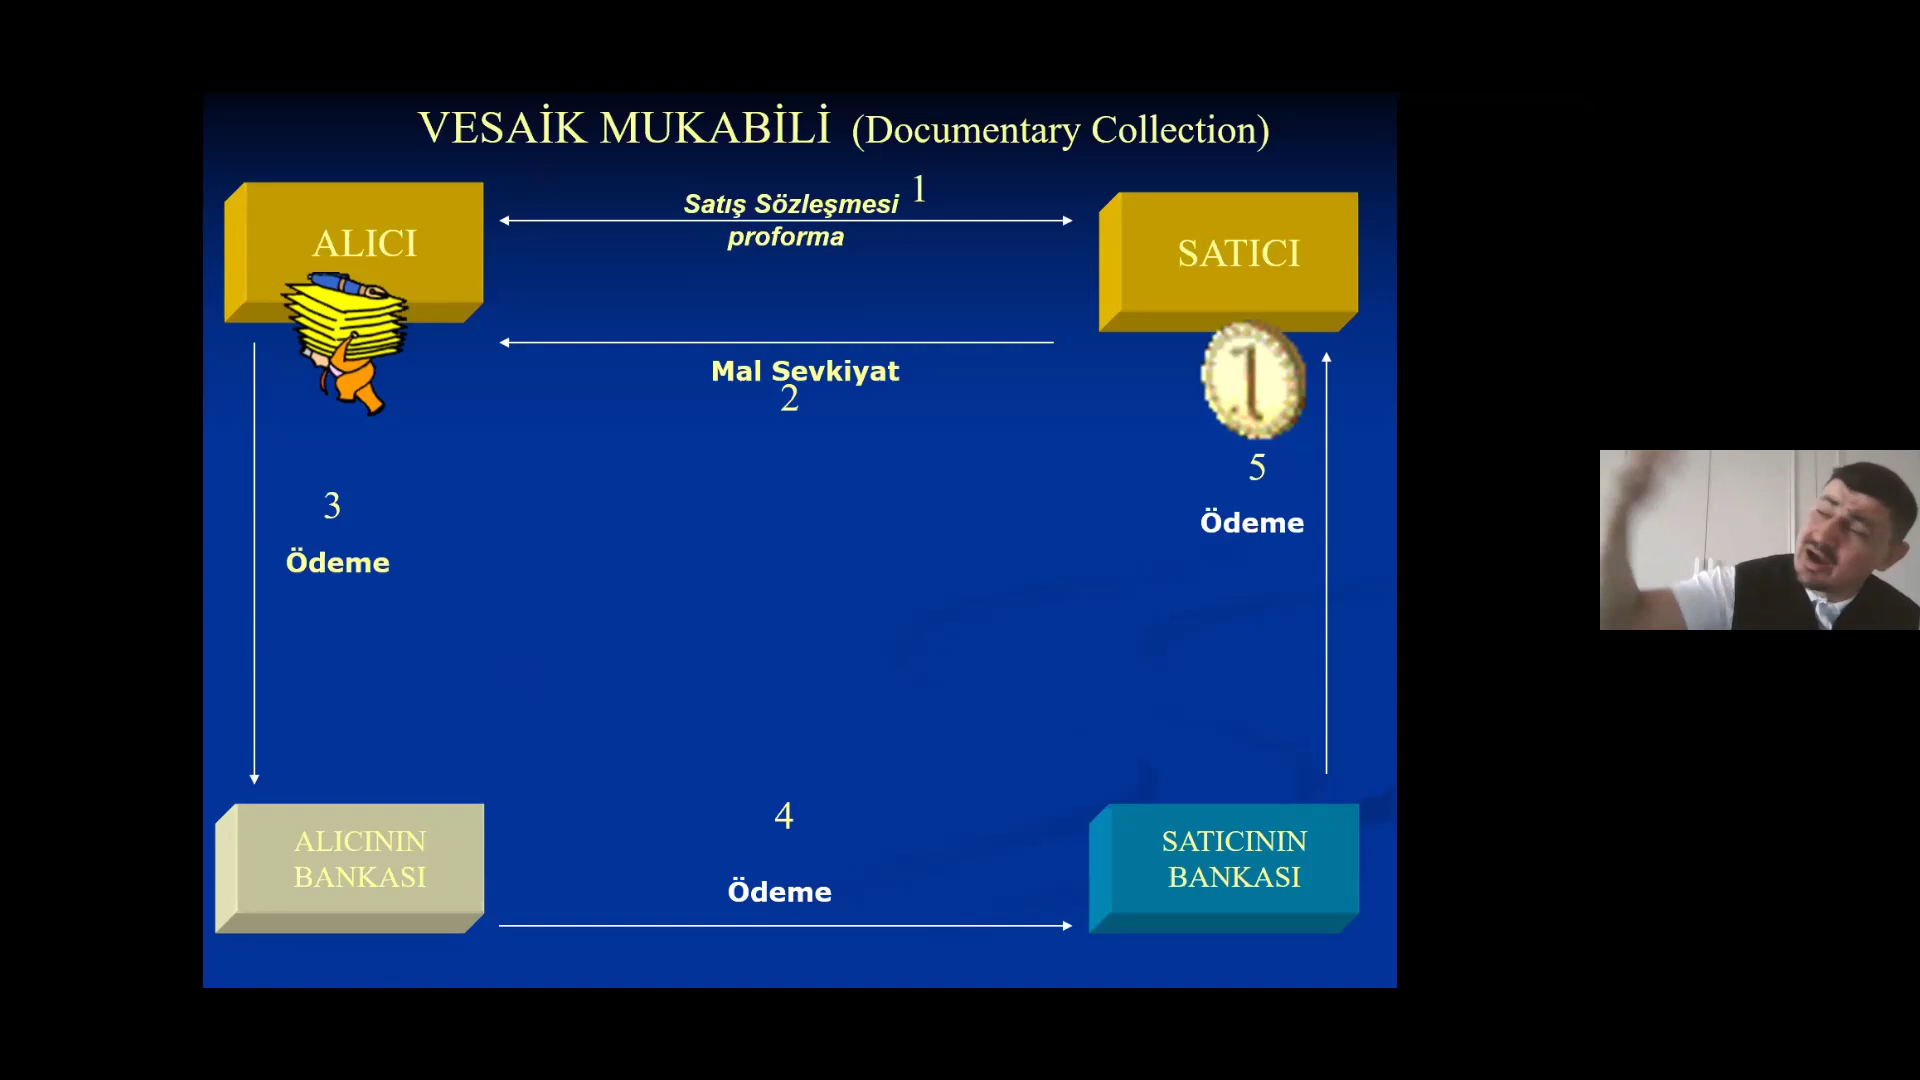 VESAİK MUKABİLİ (Documentary Collection)
1
Satış Sözleşmesi
proforma
ALICI
SATICI
Mal Sevkiyat
2
1
5
Ödeme
3
Ödeme
4
Ödeme
ALICININ
BANKASI
SATICININ
BANKASI